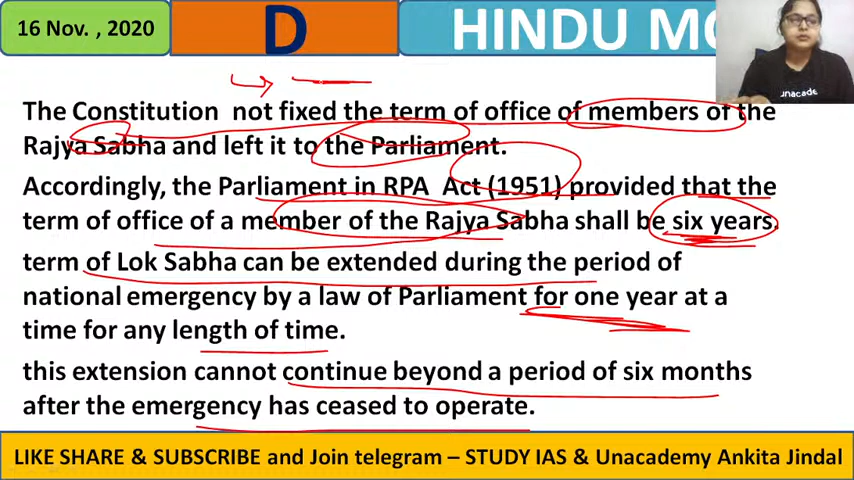 16 Nov. , 2020
D
HINDU MO
unacade
The Constitution not fixed the term of office of members of the
Rajya Sabha and left it to the Parliament.
Accordingly, the Parliament in RPA Act (1951) provided that the
term of office of a member of the Rajya Sabha shall be six years.
term of Lok Sabha can be extended during the period of
national emergency by a law of Parliament for one year at a
time for any length of time.
this extension cannot continue beyond a period of six months
after the emergency has ceased to operate.
LIKE SHARE & SUBSCRIBE and Join telegram – STUDY IAS & Unacademy Ankita Jindal